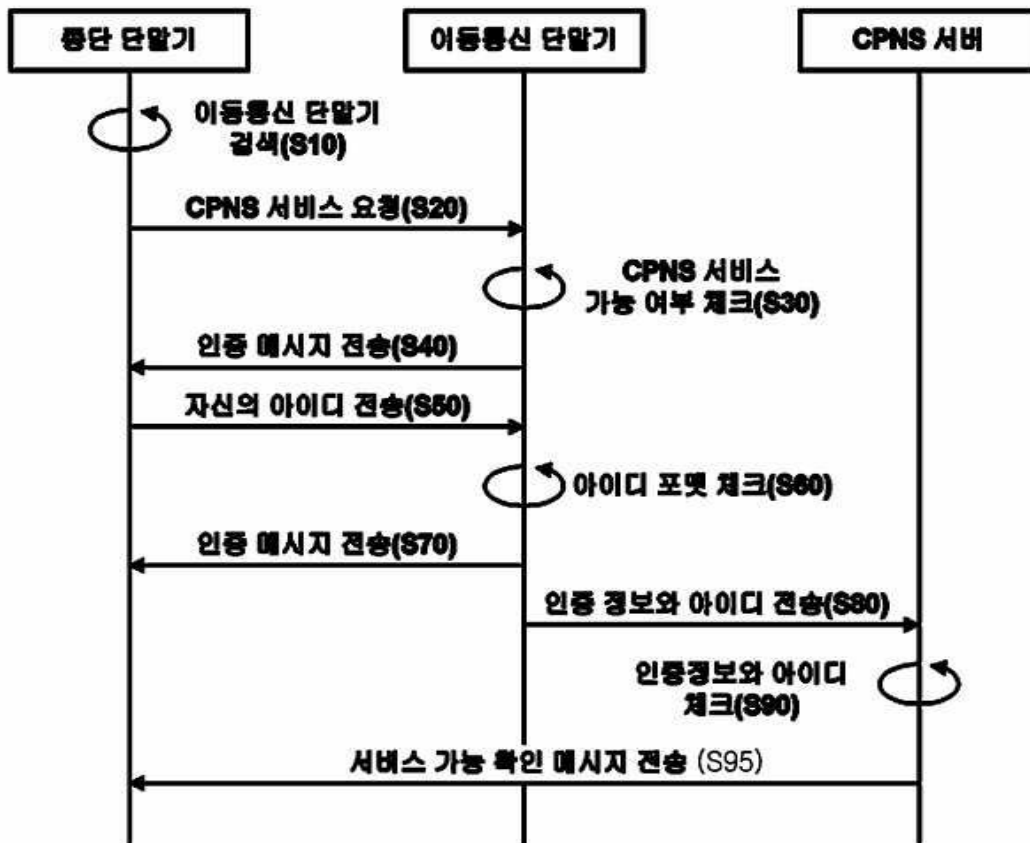 종단 단말기
이동통신 단말기
CPNS 서버
이동통신 단말기
검색(S10)
CPNS 서비스 요청(S20)
CPNS 서비스
가능 여부 체크(S30)
인증 메시지 전송(S40)
자신의 아이디 전송(S50)
아이디 포맷 체크(S60)
인증 메시지 전송(S70)
인증 정보와 아이디 전송(S80)
인증정보와 아이디
체크(S90)
서비스 가능 확인 메시지 전송 (S95)